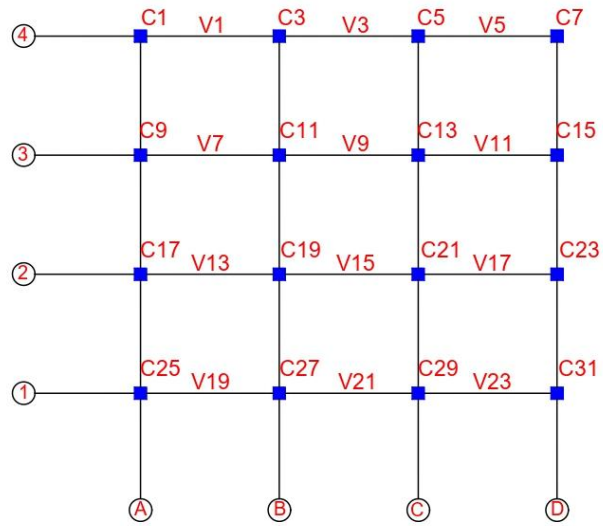 C1 V1 C3 V3 C5 V5 C7
4
C9 V7 C11 V9 C13 V11 C15
3
C17 V13 C19 V15 C21 V17 C23
2
C25 V19 C27 V21 C29 V23 C31
1
A B C D